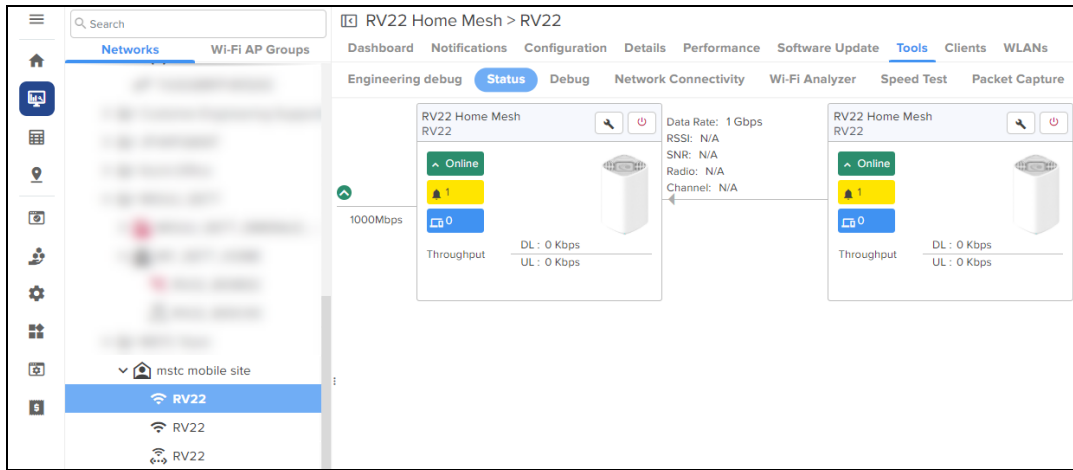 Search
Networks
Wi-Fi AP Groups
mstc mobile site
RV22
RV22
RV22
RV22 Home Mesh > RV22
Dashboard Notifications Configuration Details Performance Software Update Tools Clients WLANs
Engineering debug Status Debug Network Connectivity Wi-Fi Analyzer Speed Test Packet Capture
1000Mbps
RV22 Home Mesh
RV22
Online
1
0
Throughput
DL : 0 Kbps
UL : 0 Kbps
Data Rate: 1 Gbps
RSSI: N/A
SNR: N/A
Radio: N/A
Channel: N/A
RV22 Home Mesh
RV22
Online
1
0
Throughput
DL : 0 Kbps
UL : 0 Kbps